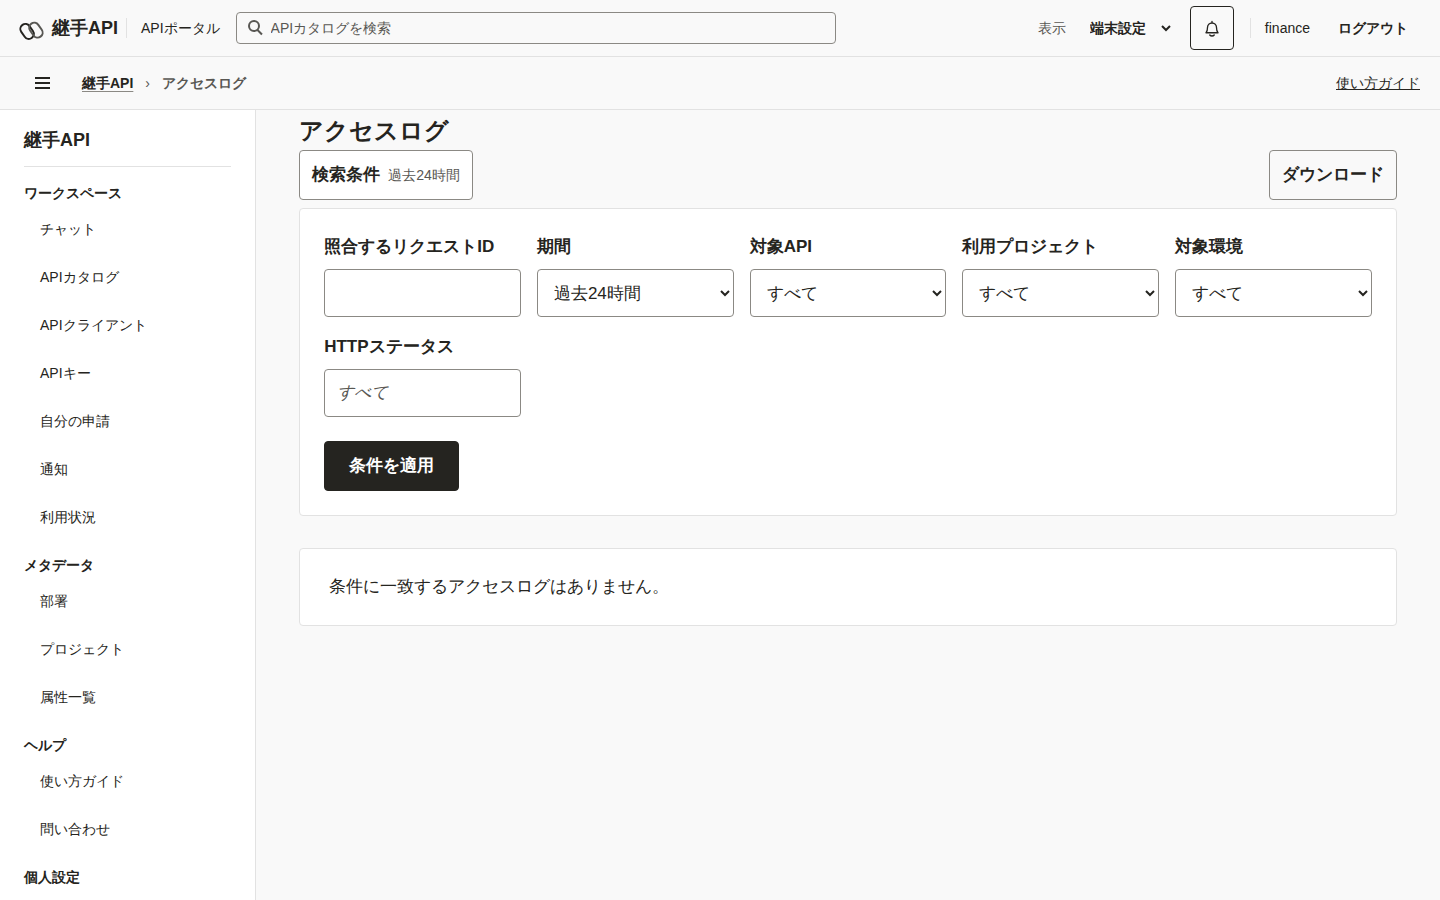 継手API
APIポータル
APIカタログを検索
表示
端末設定
finance
ログアウト
継手API › アクセスログ
使い方ガイド
継手API
ワークスペース
チャット
APIカタログ
APIクライアント
APIキー
自分の申請
通知
利用状況
メタデータ
部署
プロジェクト
属性一覧
ヘルプ
使い方ガイド
問い合わせ
個人設定
アクセスログ
検索条件 過去24時間
ダウンロード
照合するリクエストID
期間
過去24時間
対象API
すべて
利用プロジェクト
すべて
対象環境
すべて
HTTPステータス
すべて
条件を適用
条件に一致するアクセスログはありません。